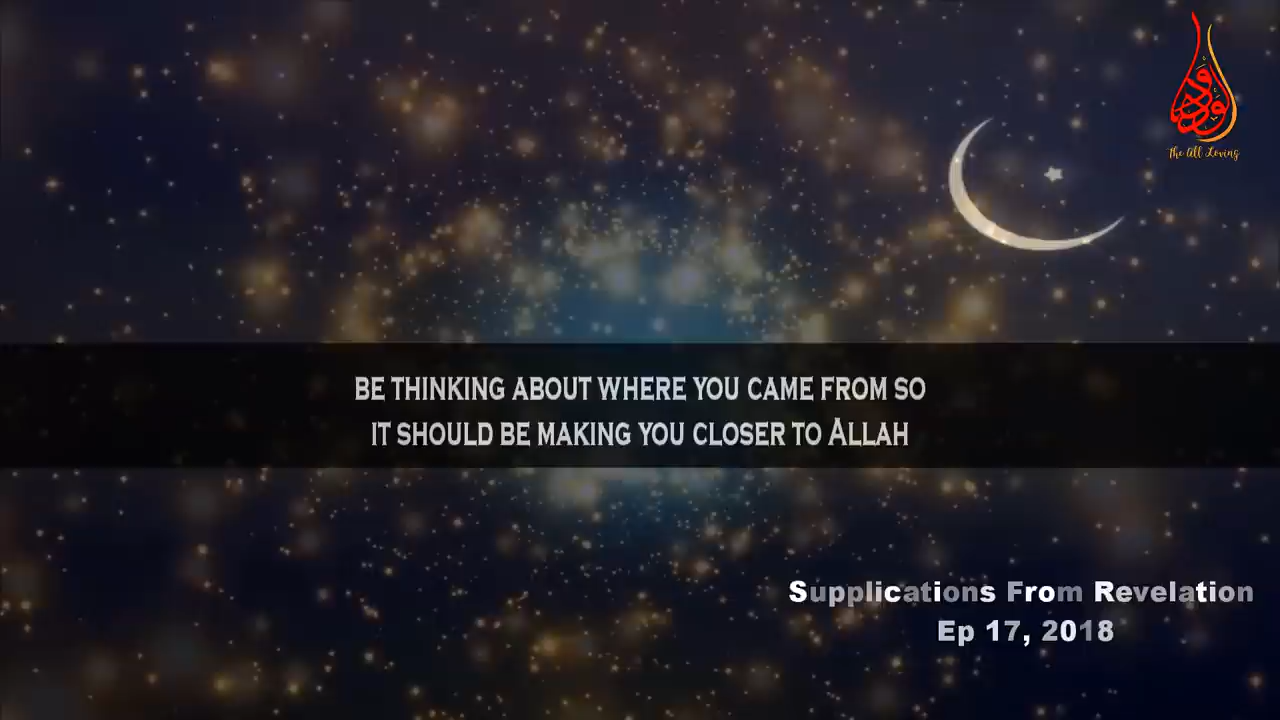 The All Loving
BE THINKING ABOUT WHERE YOU CAME FROM SO
IT SHOULD BE MAKING YOU CLOSER TO ALLAH
Supplications From Revelation
Ep 17, 2018